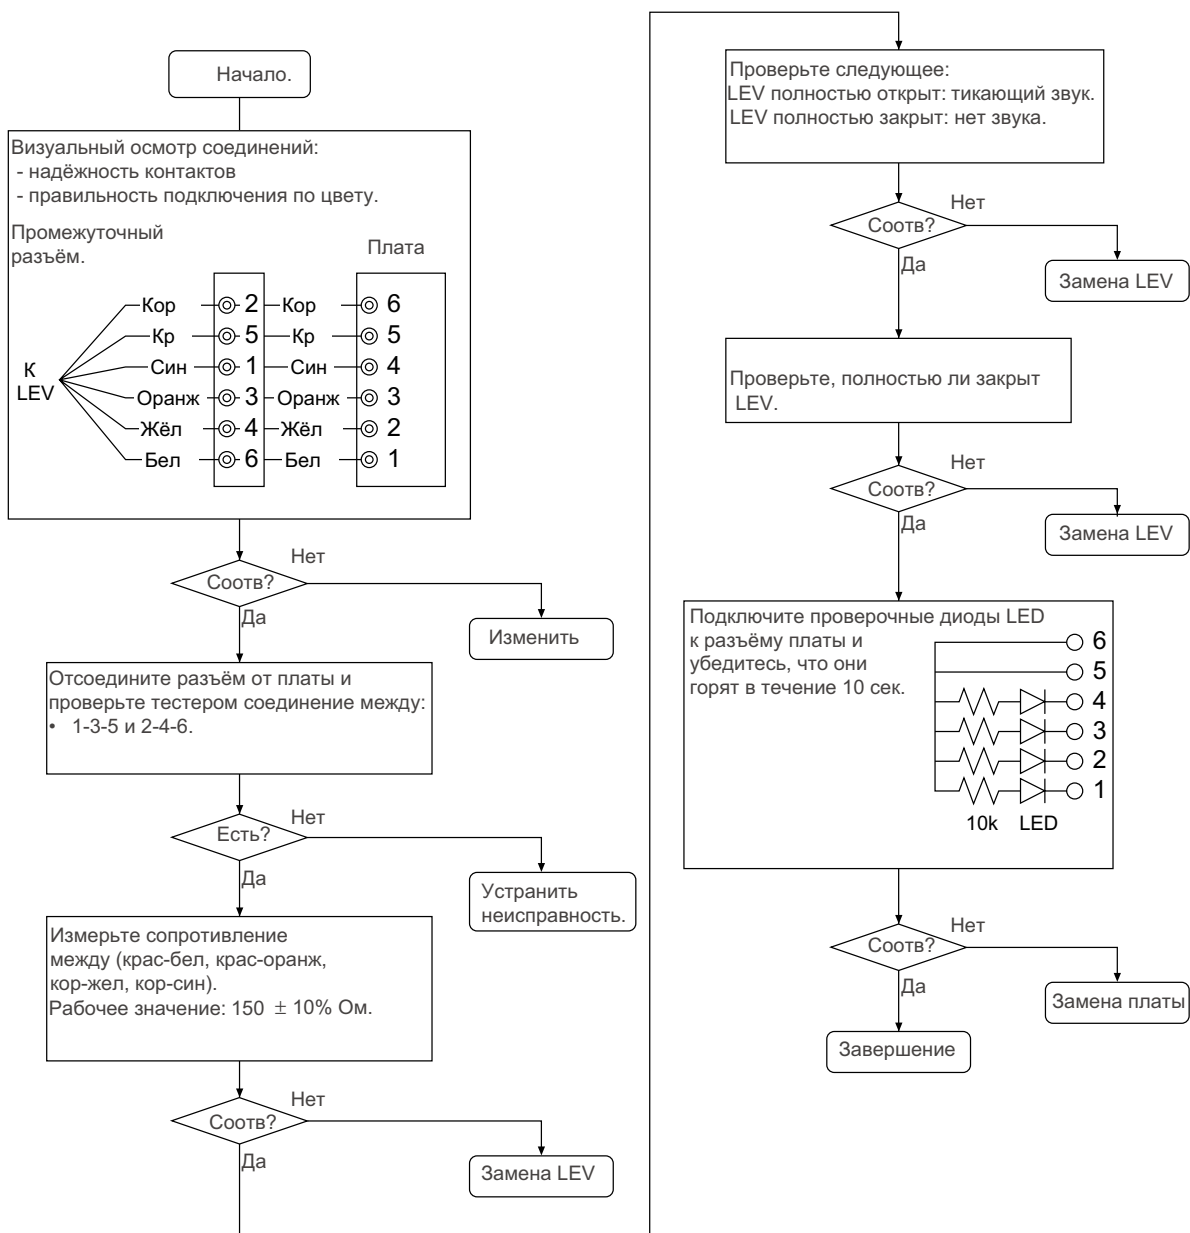 Начало.
Визуальный осмотр соединений:
- надёжность контактов
- правильность подключения по цвету.
Промежуточный
разъём.
Плата
К
LEV
Кор 2 Кор 6
Кр 5 Кр 5
Син 1 Син 4
Оранж 3 Оранж 3
Жёл 4 Жёл 2
Бел 6 Бел 1
Соотв?
Нет
Да
Изменить
Отсоедините разъём от платы и
проверьте тестером соединение между:
• 1-3-5 и 2-4-6.
Есть?
Нет
Да
Устранить
неисправность.
Измерьте сопротивление
между (крас-бел, крас-оранж,
кор-жел, кор-син).
Рабочее значение: 150 ± 10% Ом.
Соотв?
Нет
Да
Замена LEV
Проверьте следующее:
LEV полностью открыт: тикающий звук.
LEV полностью закрыт: нет звука.
Соотв?
Нет
Да
Замена LEV
Проверьте, полностью ли закрыт
LEV.
Соотв?
Нет
Да
Замена LEV
Подключите проверочные диоды LED
к разъёму платы и
убедитесь, что они
горят в течение 10 сек.
6
5
4
3
2
1
10k LED
Соотв?
Нет
Да
Замена платы
Завершение